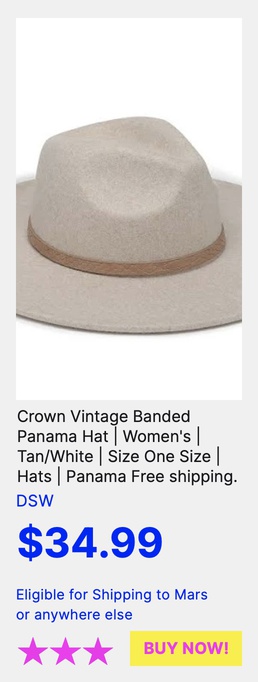 Crown Vintage Banded
Panama Hat | Women's |
Tan/White | Size One Size |
Hats | Panama Free shipping.
DSW
$34.99
Eligible for Shipping to Mars
or anywhere else
BUY NOW!